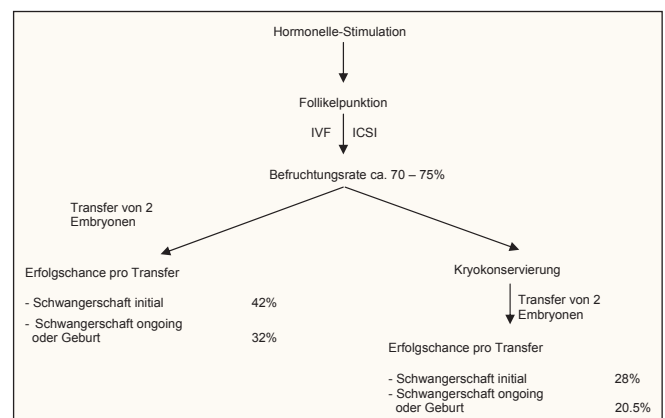 Hormonelle-Stimulation
Follikelpunktion
IVF ICSI
Befruchtungsrate ca. 70 – 75%
Transfer von 2
Embryonen
Erfolgschance pro Transfer
- Schwangerschaft initial 42%
- Schwangerschaft ongoing
oder Geburt 32%
Kryokonservierung
Transfer von 2
Embryonen
Erfolgschance pro Transfer
- Schwangerschaft initial 28%
- Schwangerschaft ongoing
oder Geburt 20.5%